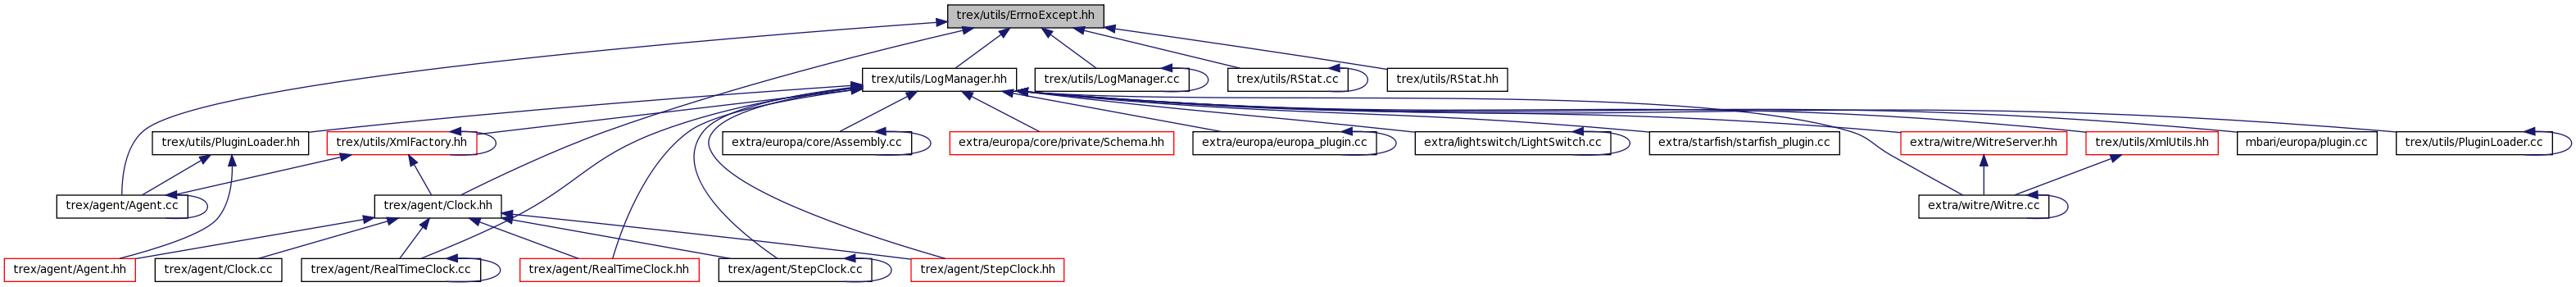 trex/utils/ErrnoExcept.hh
trex/utils/LogManager.hh
trex/utils/LogManager.cc
trex/utils/RStat.cc
trex/utils/RStat.hh
trex/utils/PluginLoader.hh
trex/utils/XmlFactory.hh
extra/europa/core/Assembly.cc
extra/europa/core/private/Schema.hh
extra/europa/europa_plugin.cc
extra/lightswitch/LightSwitch.cc
extra/starfish/starfish_plugin.cc
extra/witre/WitreServer.hh
trex/utils/XmlUtils.hh
mbari/europa/plugin.cc
trex/utils/PluginLoader.cc
trex/agent/Agent.cc
trex/agent/Clock.hh
extra/witre/Witre.cc
trex/agent/Agent.hh
trex/agent/Clock.cc
trex/agent/RealTimeClock.cc
trex/agent/RealTimeClock.hh
trex/agent/StepClock.cc
trex/agent/StepClock.hh